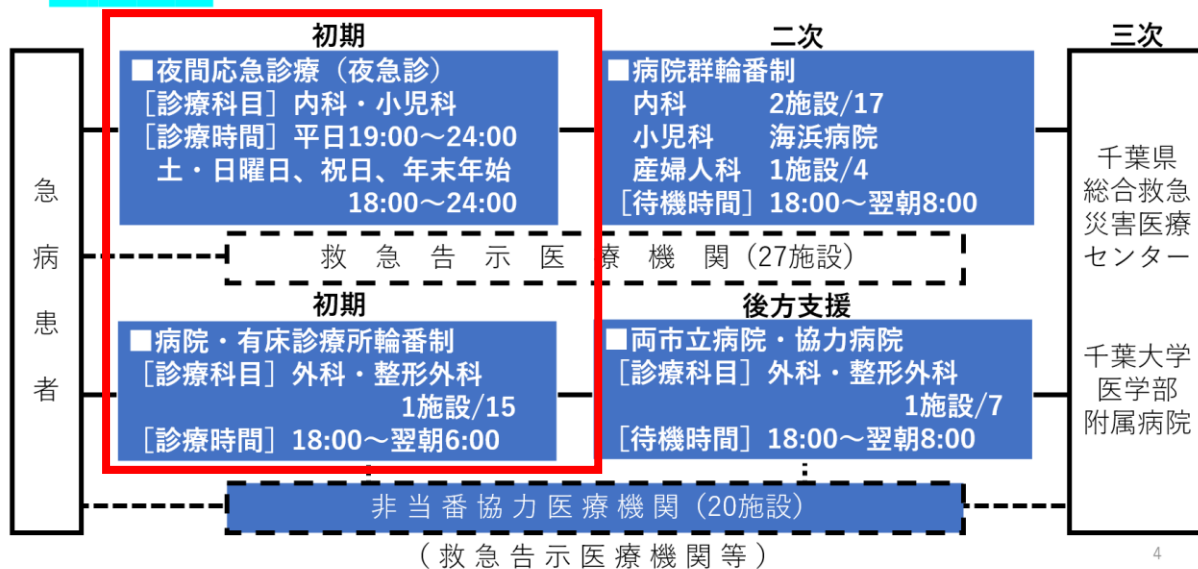 急病患者
初期
■夜間応急診療（夜急診）
［診療科目］内科・小児科
［診療時間］平日19:00～24:00
土・日曜日、祝日、年末年始
18:00～24:00
二次
■病院群輪番制
内科 2施設/17
小児科 海浜病院
産婦人科 1施設/4
［待機時間］18:00～翌朝8:00
救急告示医療機関（27施設）
初期
■病院・有床診療所輪番制
［診療科目］外科・整形外科
1施設/15
［診療時間］18:00～翌朝6:00
後方支援
■両市立病院・協力病院
［診療科目］外科・整形外科
1施設/7
［待機時間］18:00～翌朝8:00
非当番協力医療機関（20施設）
（救急告示医療機関等）
三次
千葉県
総合救急
災害医療
センター
千葉大学
医学部
附属病院
4